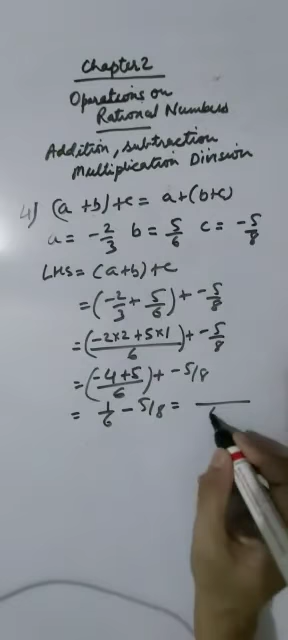 Chapter 2
Operations on
Rational Numbers
Addition, subtraction
Multiplication Division
4) (a + b) + c = a + (b + c)
a = -2/3 b = 5/6 c = -5/8
LHS = (a + b) + c
= (-2/3 + 5/6) + -5/8
= (-2×2 + 5×1 / 6) + -5/8
= (-4+5 / 6) + -5/8
= 1/6 - 5/8 =